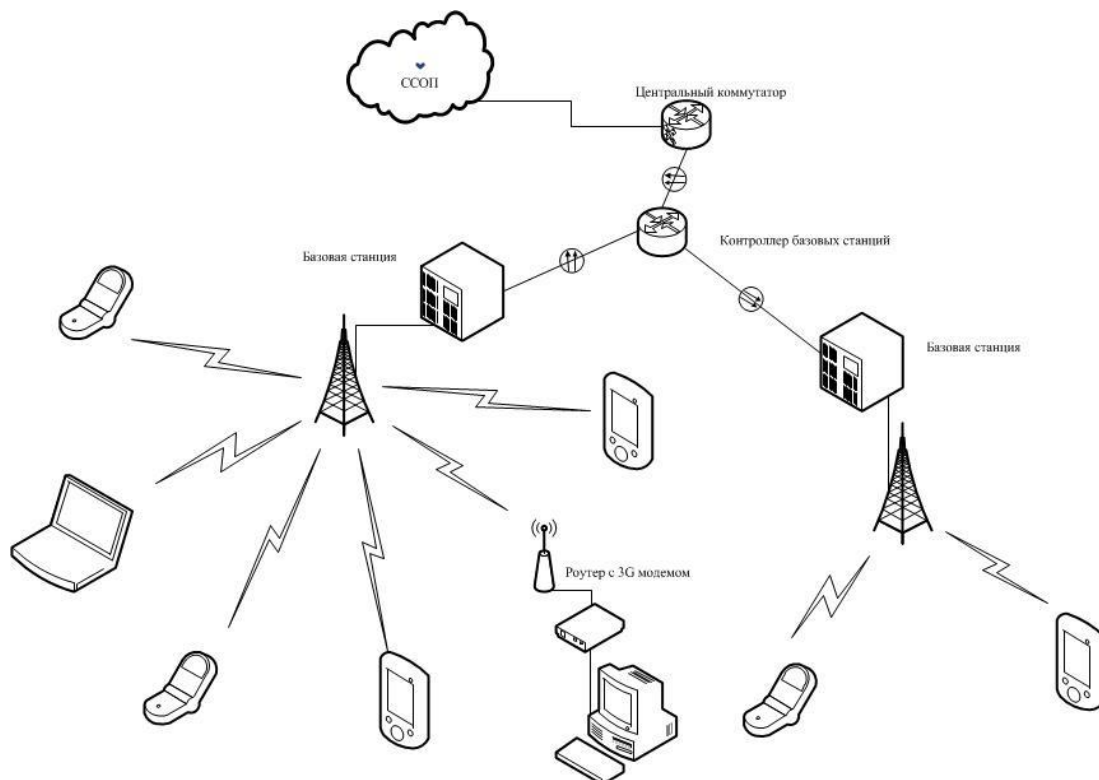 ССОП
Центральный коммутатор
Контроллер базовых станций
Базовая станция
Базовая станция
Роутер с 3G модемом